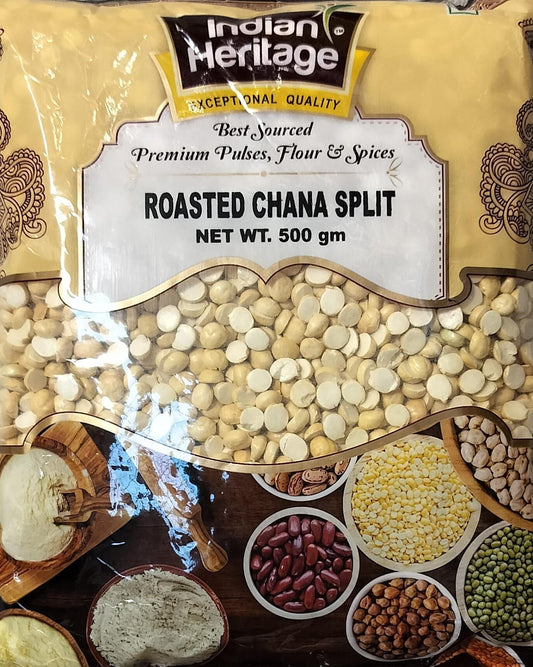 Indian
Heritage
EXCEPTIONAL QUALITY
Best Sourced
Premium Pulses, Flour & Spices
ROASTED CHANA SPLIT
NET WT. 500 gm